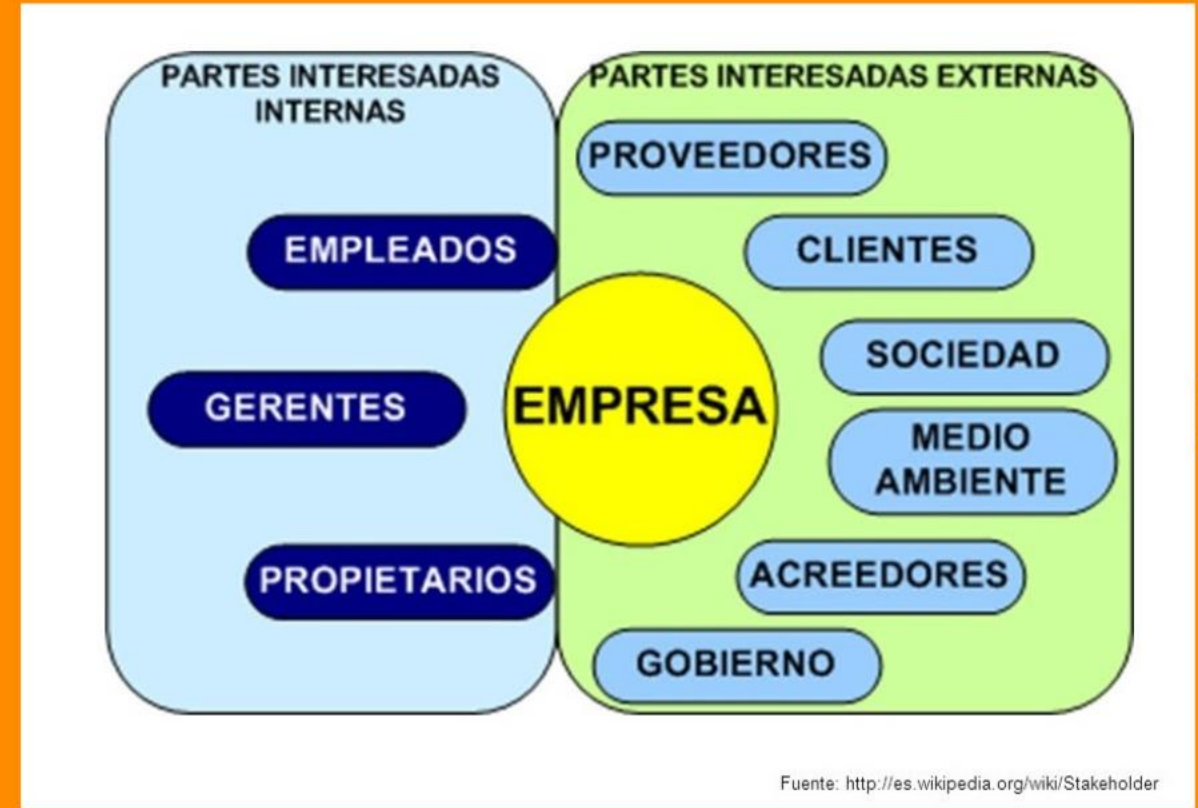 PARTES INTERESADAS
INTERNAS
EMPLEADOS
GERENTES
PROPIETARIOS
EMPRESA
PARTES INTERESADAS EXTERNAS
PROVEEDORES
CLIENTES
SOCIEDAD
MEDIO
AMBIENTE
ACREEDORES
GOBIERNO
Fuente: http://es.wikipedia.org/wiki/Stakeholder